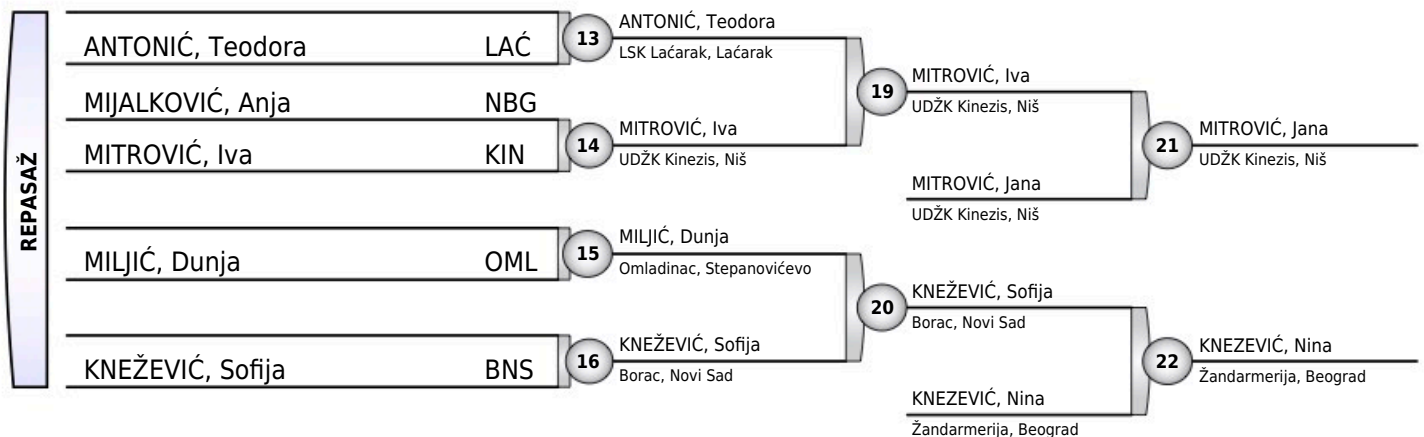 REPASAŽ
ANTONIĆ, Teodora LAĆ
MIJALKOVIĆ, Anja NBG
MITROVIĆ, Iva KIN
MILJIĆ, Dunja OML
KNEŽEVIĆ, Sofija BNS
13
ANTONIĆ, Teodora
LSK Laćarak, Laćarak
14
MITROVIĆ, Iva
UDŽK Kinezis, Niš
15
MILJIĆ, Dunja
Omladinac, Stepanovićevo
16
KNEŽEVIĆ, Sofija
Borac, Novi Sad
19
MITROVIĆ, Iva
UDŽK Kinezis, Niš
MITROVIĆ, Jana
UDŽK Kinezis, Niš
20
KNEŽEVIĆ, Sofija
Borac, Novi Sad
KNEZEVIĆ, Nina
Žandarmerija, Beograd
21
MITROVIĆ, Jana
UDŽK Kinezis, Niš
22
KNEZEVIĆ, Nina
Žandarmerija, Beograd